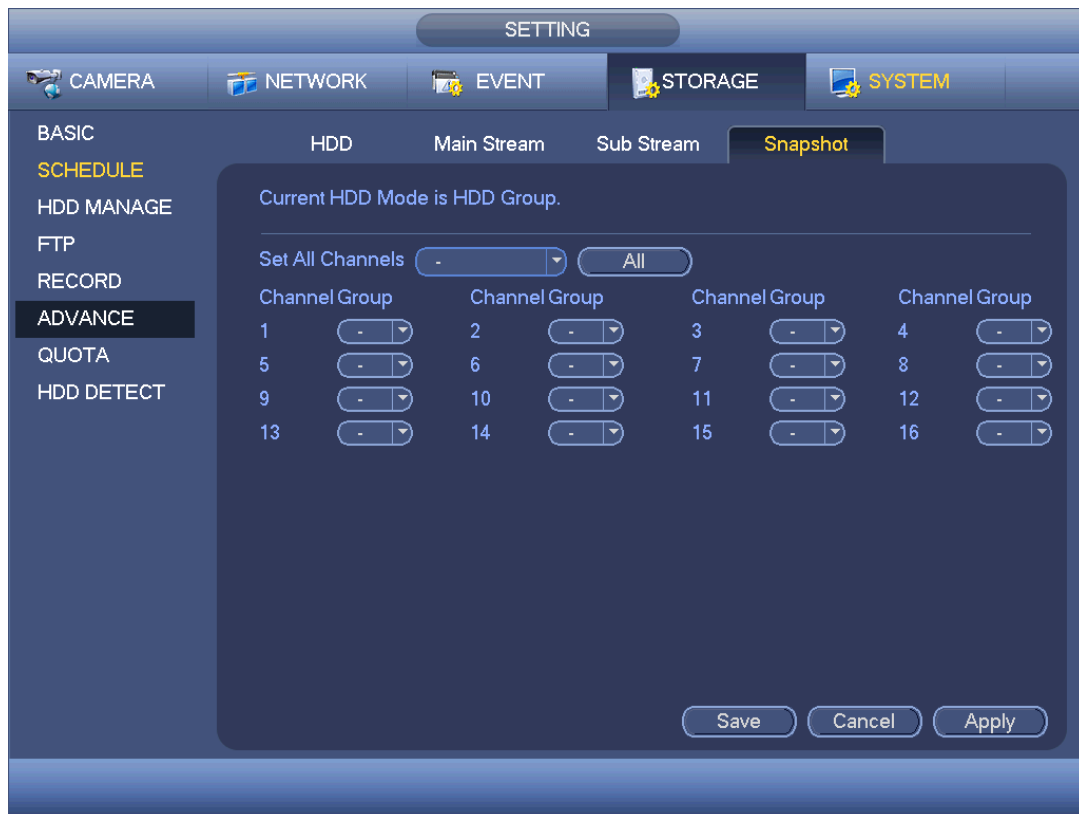 SETTING
CAMERA NETWORK EVENT STORAGE SYSTEM
BASIC
SCHEDULE
HDD MANAGE
FTP
RECORD
ADVANCE
QUOTA
HDD DETECT
HDD Main Stream Sub Stream Snapshot
Current HDD Mode is HDD Group.
Set All Channels - All
Channel Group Channel Group Channel Group Channel Group
1 - 2 - 3 - 4 -
5 - 6 - 7 - 8 -
9 - 10 - 11 - 12 -
13 - 14 - 15 - 16 -
Save Cancel Apply